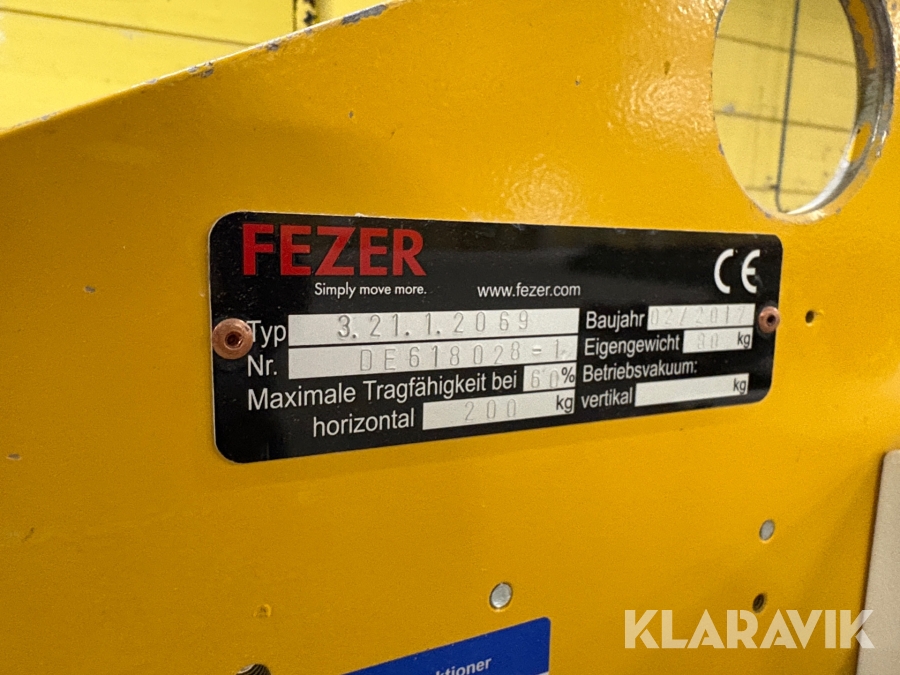 FEZER
Simply move more.
www.fezer.com
CE
Typ 3.21.1.2069
Baujahr 02/2017
Nr. DE618028-1
Eigengewicht 80 kg
Maximale Tragfähigkeit bei 60% Betriebsvakuum:
horizontal 200 kg
vertikal kg
KLARAVIK